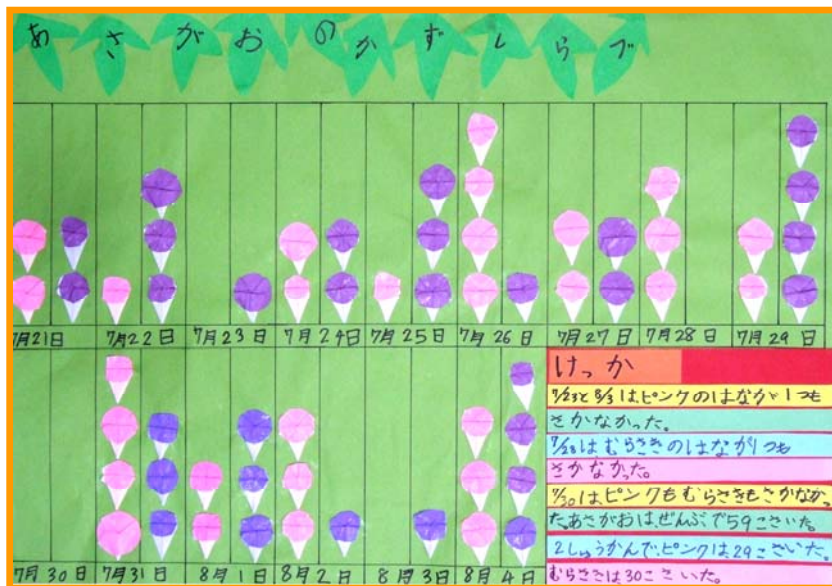 あさがおのかずしらべ
7月21日 7月22日 7月23日 7月24日 7月25日 7月26日 7月27日 7月28日 7月29日
7月30日 7月31日 8月1日 8月2日 8月3日 8月4日
けっか
7/23と8/3はピンクのはなが1つも
さかなかった。
7/28はむらさきのはなが1つも
さかなかった。
7/30はピンクもむらさきもさかなかっ
た。あさがおはぜんぶで59こさいた。
2しゅうかんで、ピンクは29こさいた。
むらさきは30こさいた。